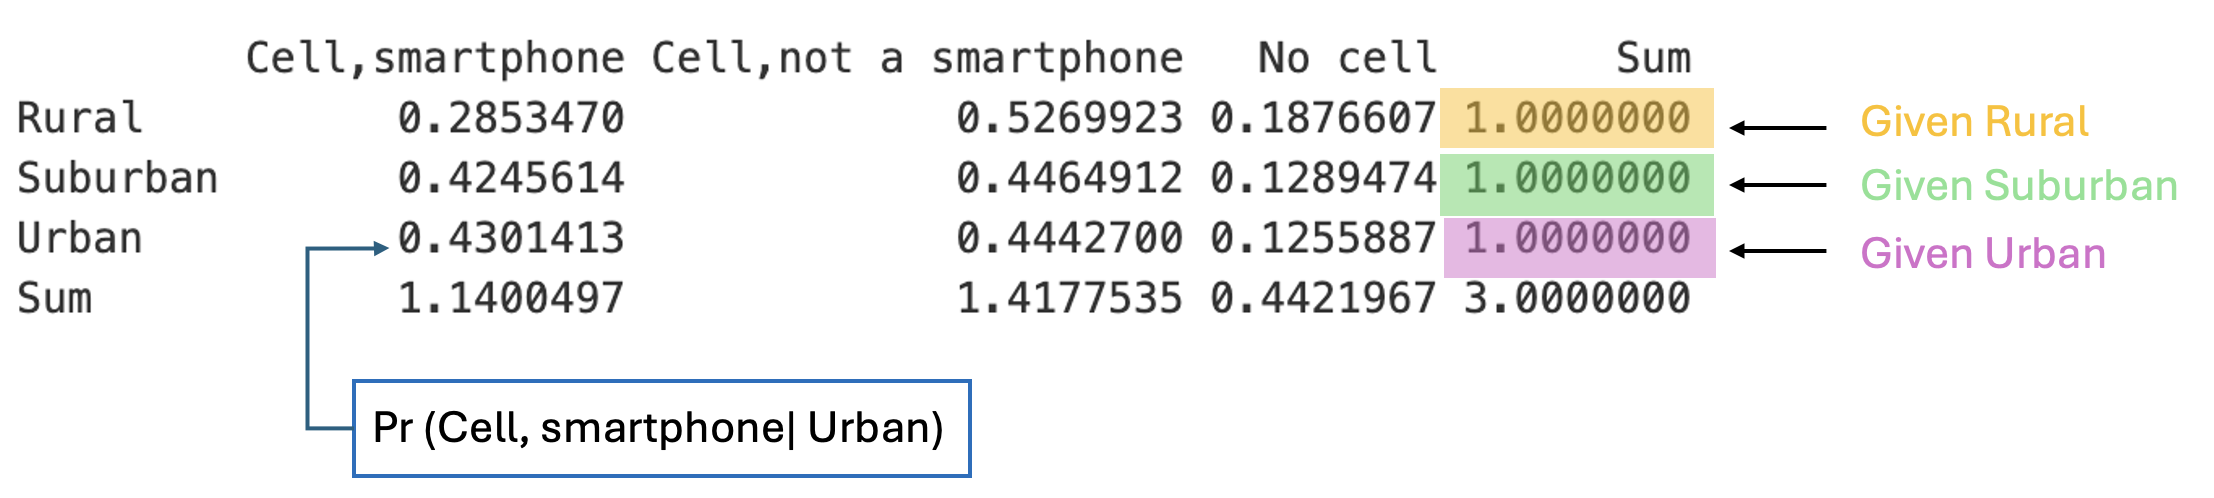 Cell,smartphone Cell,not a smartphone No cell Sum
Rural 0.2853470 0.5269923 0.1876607 1.0000000 Given Rural
Suburban 0.4245614 0.4464912 0.1289474 1.0000000 Given Suburban
Urban 0.4301413 0.4442700 0.1255887 1.0000000 Given Urban
Sum 1.1400497 1.4177535 0.4421967 3.0000000
Pr (Cell, smartphone| Urban)